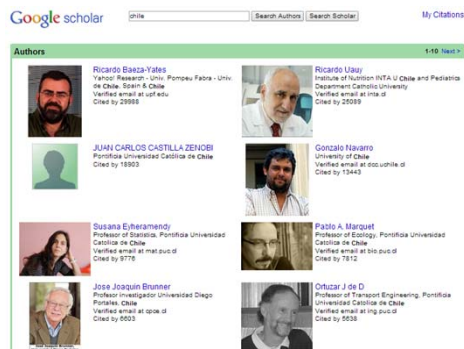 Google scholar
chile
Search Authors
Search Scholar
My Citations
Authors
1-10 Next >
Ricardo Baeza-Yates
Yahoo! Research - Univ. Pompeu Fabra - Univ.
de Chile, Spain & Chile
Verified email at upf.edu
Cited by 29988
Ricardo Uauy
Institute of Nutrition INTA U Chile and Pediatrics
Department Catholic University
Verified email at inta.cl
Cited by 25089
JUAN CARLOS CASTILLA ZENOBI
Pontificia Universidad Católica de Chile
Cited by 18903
Gonzalo Navarro
University of Chile
Verified email at dcc.uchile.cl
Cited by 13443
Susana Eyheramendy
Professor of Statistics, Pontificia Universidad
Catolica de Chile
Verified email at mat.puc.cl
Cited by 9776
Pablo A. Marquet
Professor of Ecology, Pontificia Universidad
Catolica de Chile
Verified email at bio.puc.cl
Cited by 7812
Jose Joaquin Brunner
Professor investigador Universidad Diego
Portales, Chile
Verified email at cpce.cl
Cited by 6603
Ortuzar J de D
Professor of Transport Engineering, Pontificia
Universidad Catolica de Chile
Verified email at ing.puc.cl
Cited by 5638